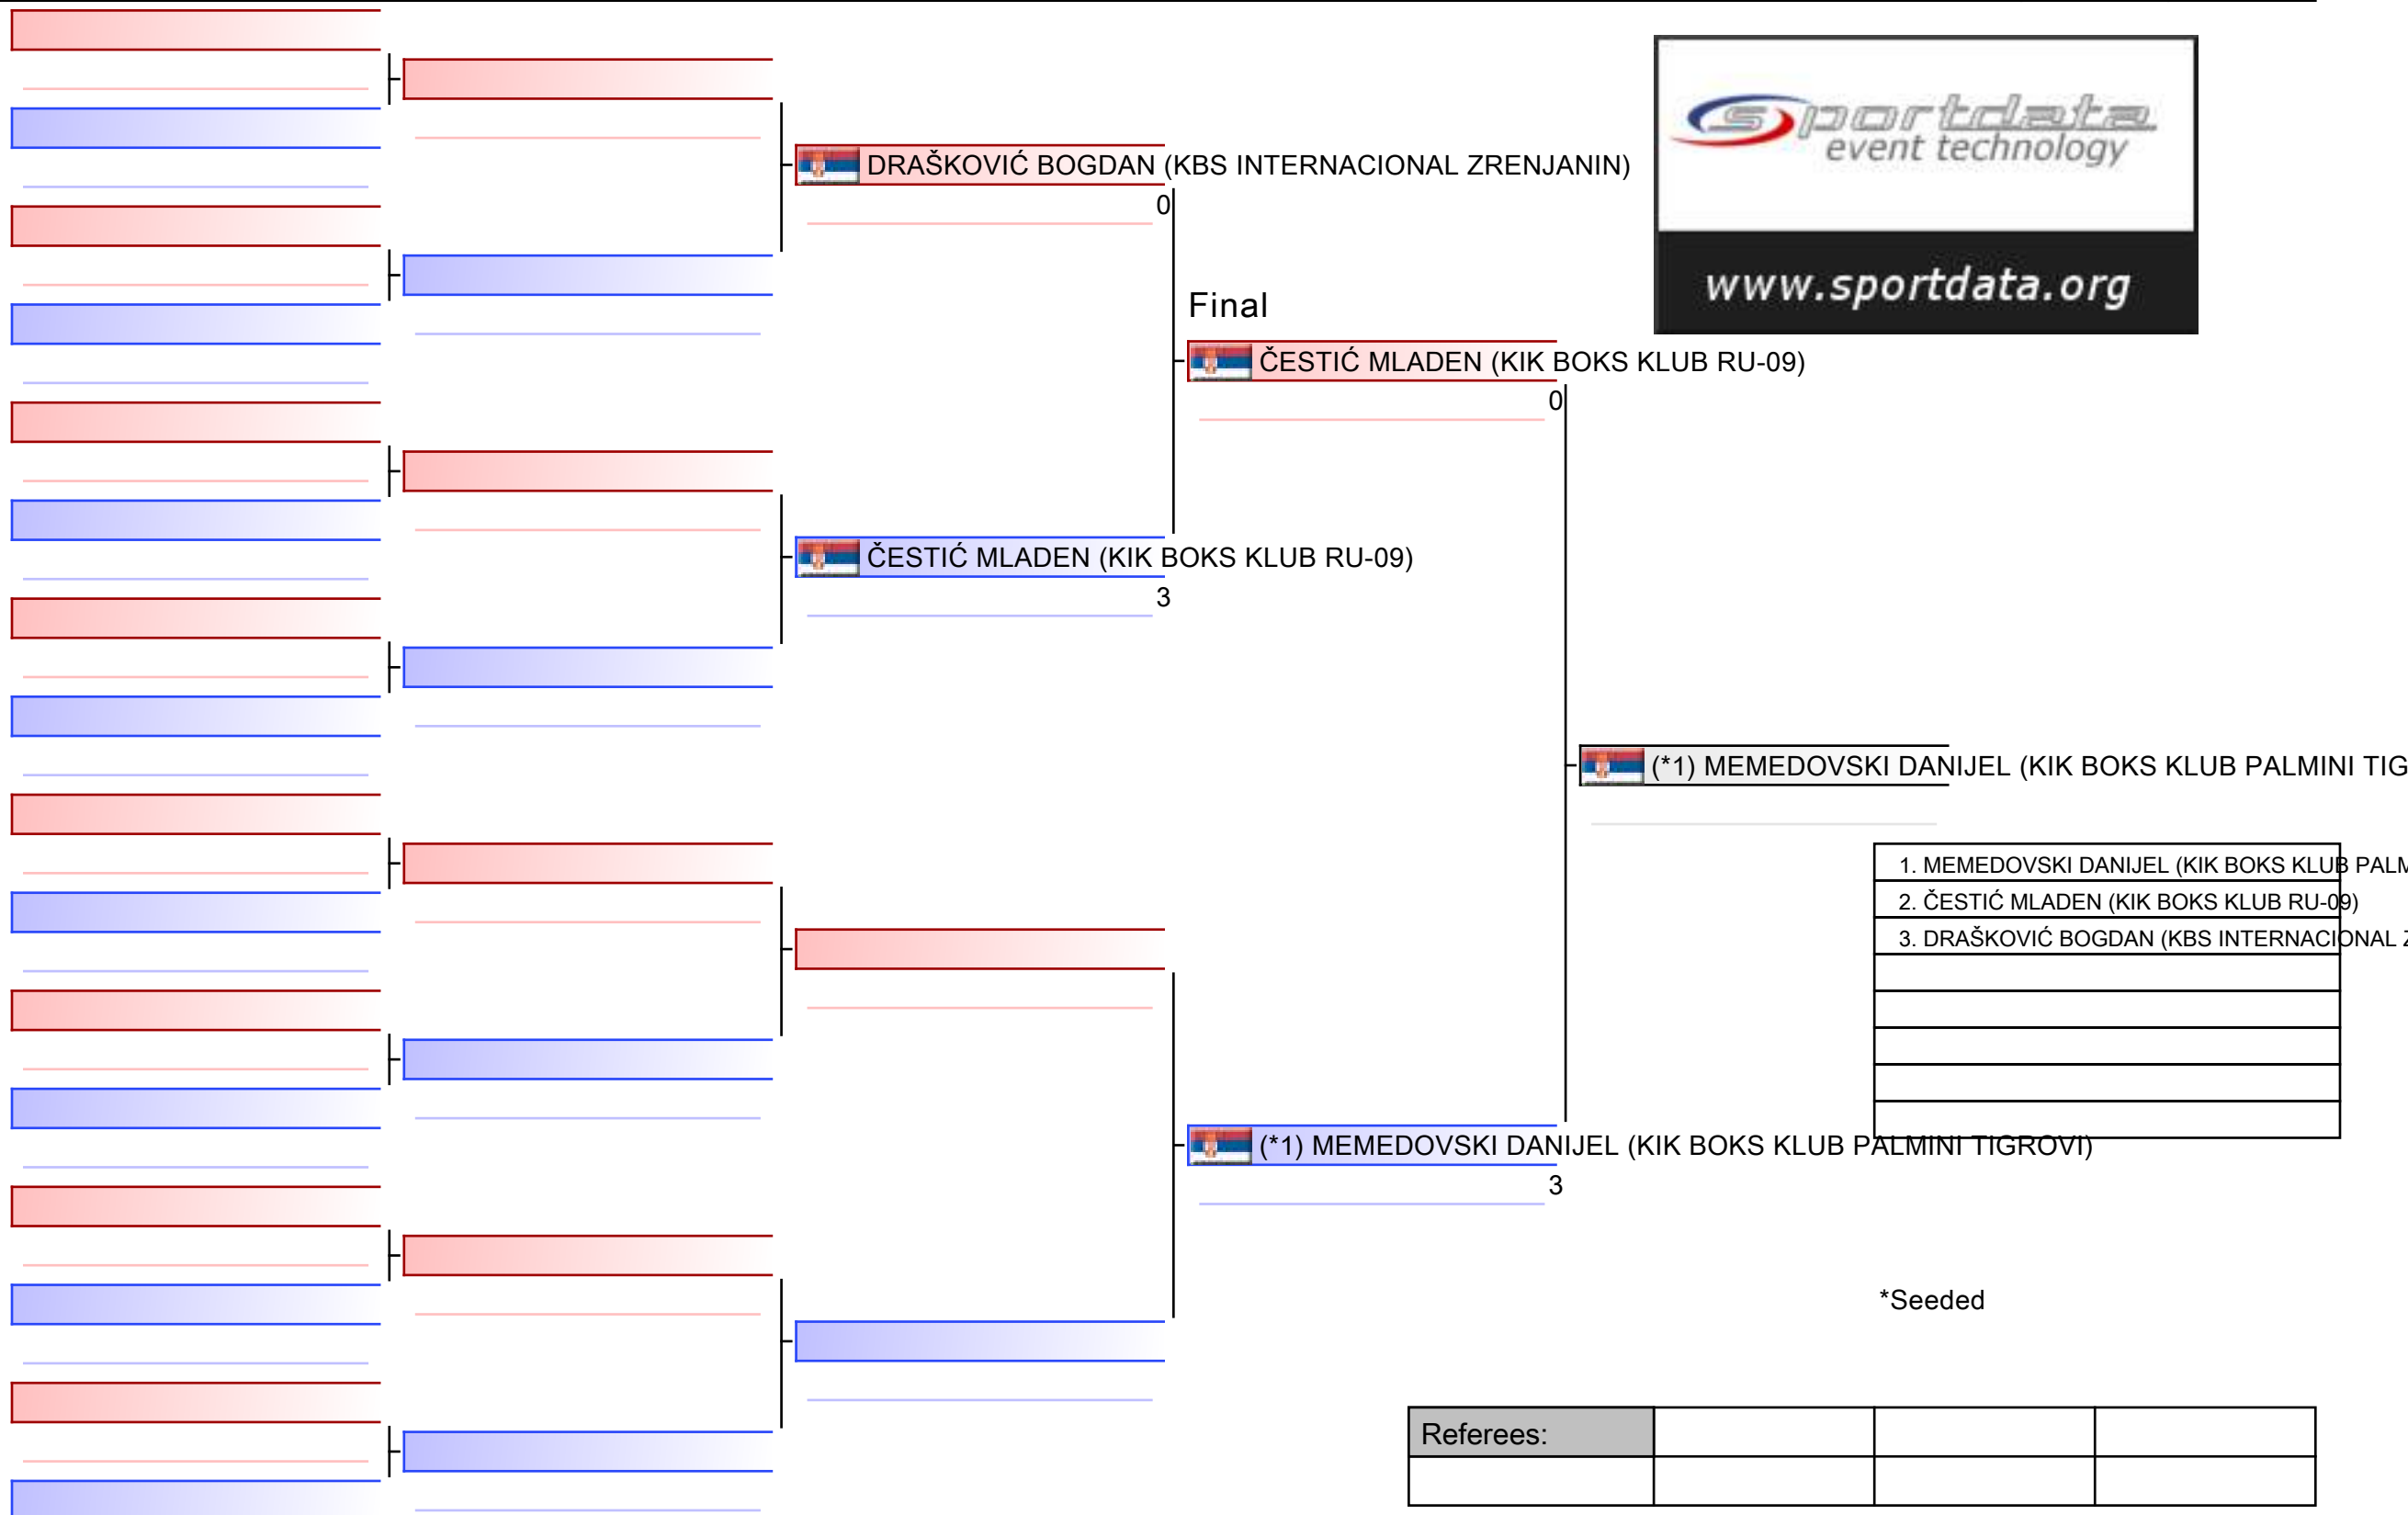 sportdata
event technology
www.sportdata.org
DRAŠKOVIĆ BOGDAN (KBS INTERNACIONAL ZRENJANIN)
0
Final
ČESTIĆ MLADEN (KIK BOKS KLUB RU-09)
0
ČESTIĆ MLADEN (KIK BOKS KLUB RU-09)
3
(*1) MEMEDOVSKI DANIJEL (KIK BOKS KLUB PALMINI TIG
1. MEMEDOVSKI DANIJEL (KIK BOKS KLUB PALM
2. ČESTIĆ MLADEN (KIK BOKS KLUB RU-09)
3. DRAŠKOVIĆ BOGDAN (KBS INTERNACIONAL Z
(*1) MEMEDOVSKI DANIJEL (KIK BOKS KLUB PALMINI TIGROVI)
3
*Seeded
Referees: